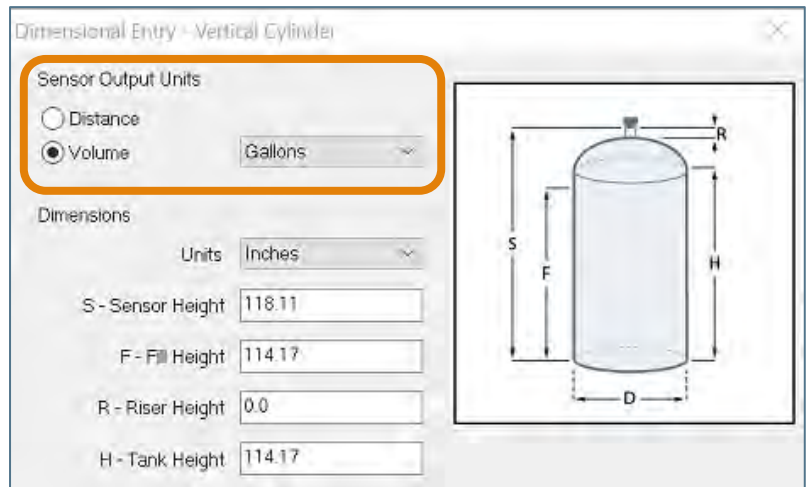 Dimensional Entry - Vertical Cylinder
Sensor Output Units
Distance
Volume Gallons
Dimensions
Units Inches
S - Sensor Height 118.11
F - Fill Height 114.17
R - Riser Height 0.0
H - Tank Height 114.17
R
S
F
H
D